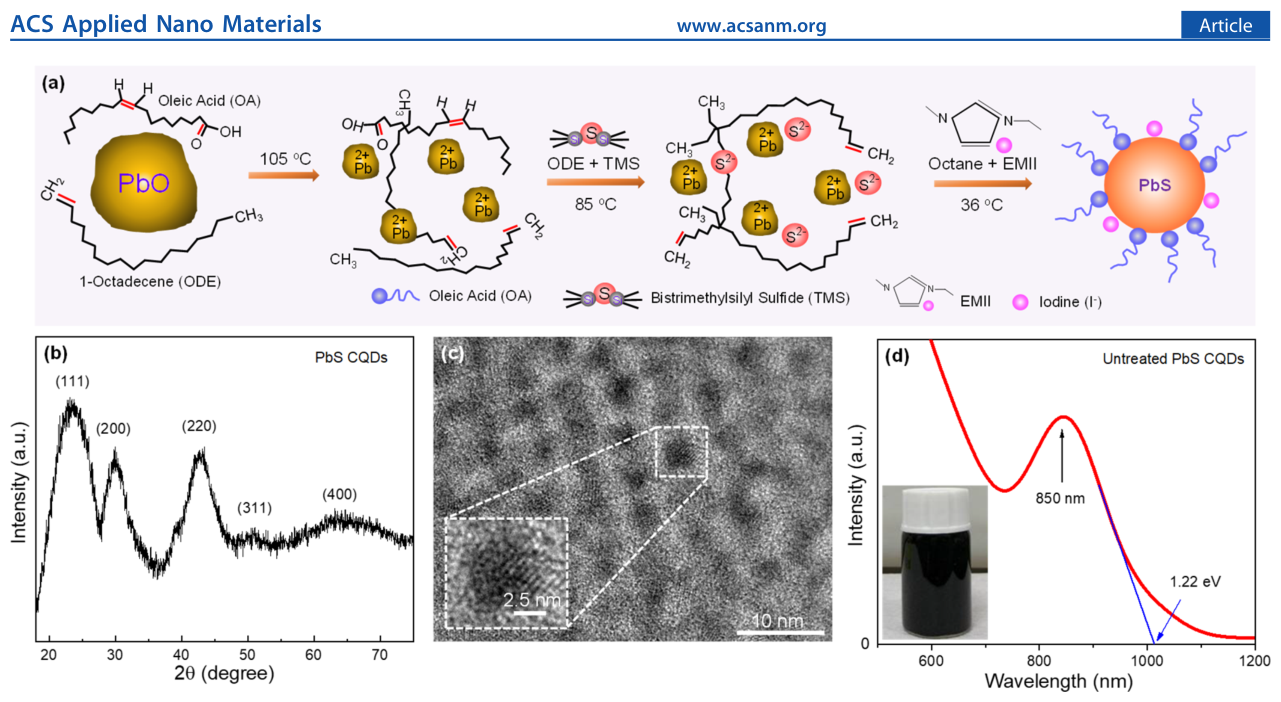 ACS Applied Nano Materials www.acsanm.org Article
(a)
H H
Oleic Acid (OA)
OH
O
PbO
CH2
CH3
1-Octadecene (ODE)
105 °C
CH3
H H
HO
O
2+
Pb
2+
Pb
2+
Pb
2+
Pb
CH2
CH2
CH3
S S S
ODE + TMS
85 °C
CH3
CH3
S2-
2+
Pb
2+
Pb
S2-
CH2
2+
Pb
S2-
2+
Pb
S2-
CH3
CH2
CH2
N N
Octane + EMII
36 °C
PbS
Oleic Acid (OA)
S S S
Bistrimethylsilyl Sulfide (TMS)
N N
EMII
Iodine (I-)
(b)
PbS CQDs
(111)
(200)
(220)
(311)
(400)
Intensity (a.u.)
20 30 40 50 60 70
2θ (degree)
(c)
2.5 nm
10 nm
(d)
Untreated PbS CQDs
850 nm
1.22 eV
Intensity (a.u.)
0
600 800 1000 1200
Wavelength (nm)